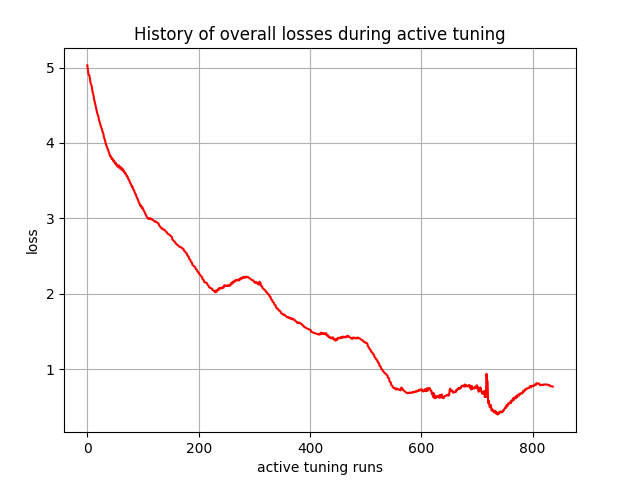 History of overall losses during active tuning
5
4
3
2
1
loss
0 200 400 600 800
active tuning runs